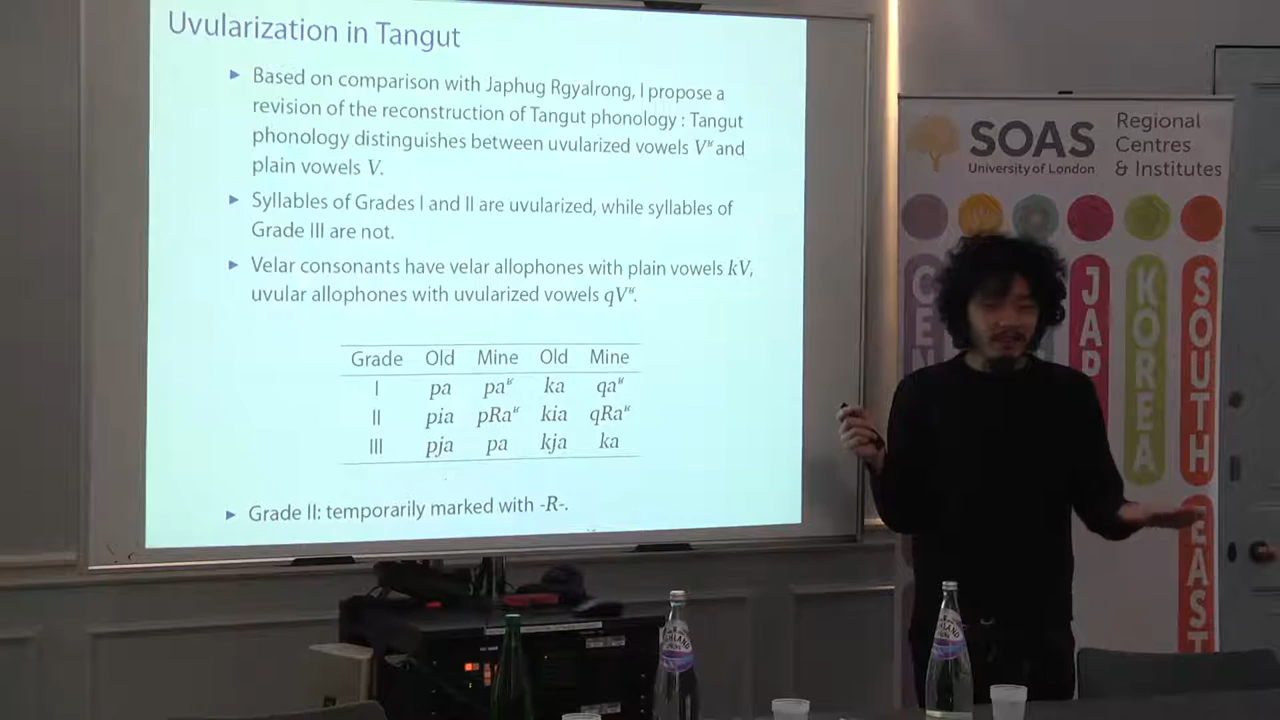 Uvularization in Tangut
▶ Based on comparison with Japhug Rgyalrong, I propose a
revision of the reconstruction of Tangut phonology : Tangut
phonology distinguishes between uvularized vowels Vʶ and
plain vowels V.
▶ Syllables of Grades I and II are uvularized, while syllables of
Grade III are not.
▶ Velar consonants have velar allophones with plain vowels kV,
uvular allophones with uvularized vowels qVʶ.
Grade Old Mine Old Mine
I pa paʶ ka qaʶ
II pia pRaʶ kia qRaʶ
III pja pa kja ka
▶ Grade II: temporarily marked with -R-.
SOAS
University of London
Regional
Centres
& Institutes
CEN
JAP
KOREA
SOUTH
EAST